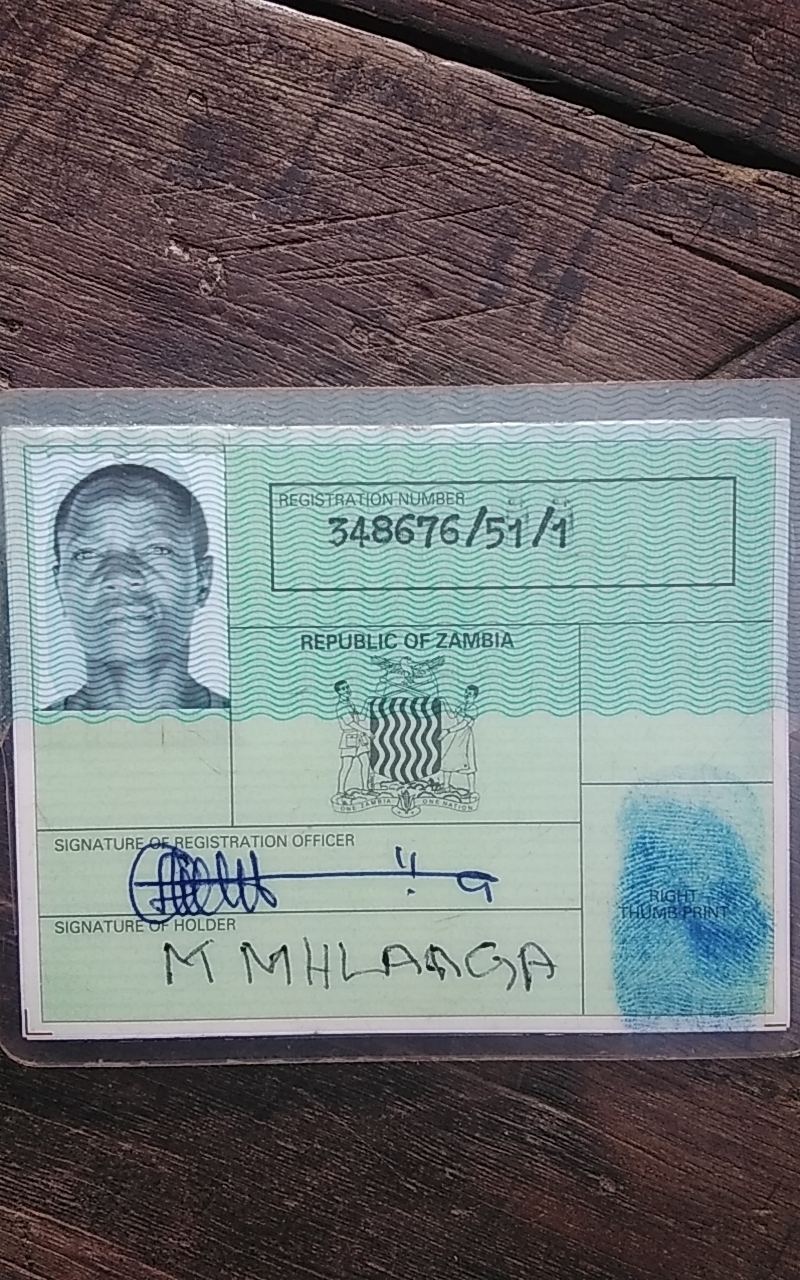 REGISTRATION NUMBER
348676/51/1
REPUBLIC OF ZAMBIA
ONE ZAMBIA ONE NATION
SIGNATURE OF REGISTRATION OFFICER
SIGNATURE OF HOLDER
M MHLANGA
RIGHT
THUMB PRINT